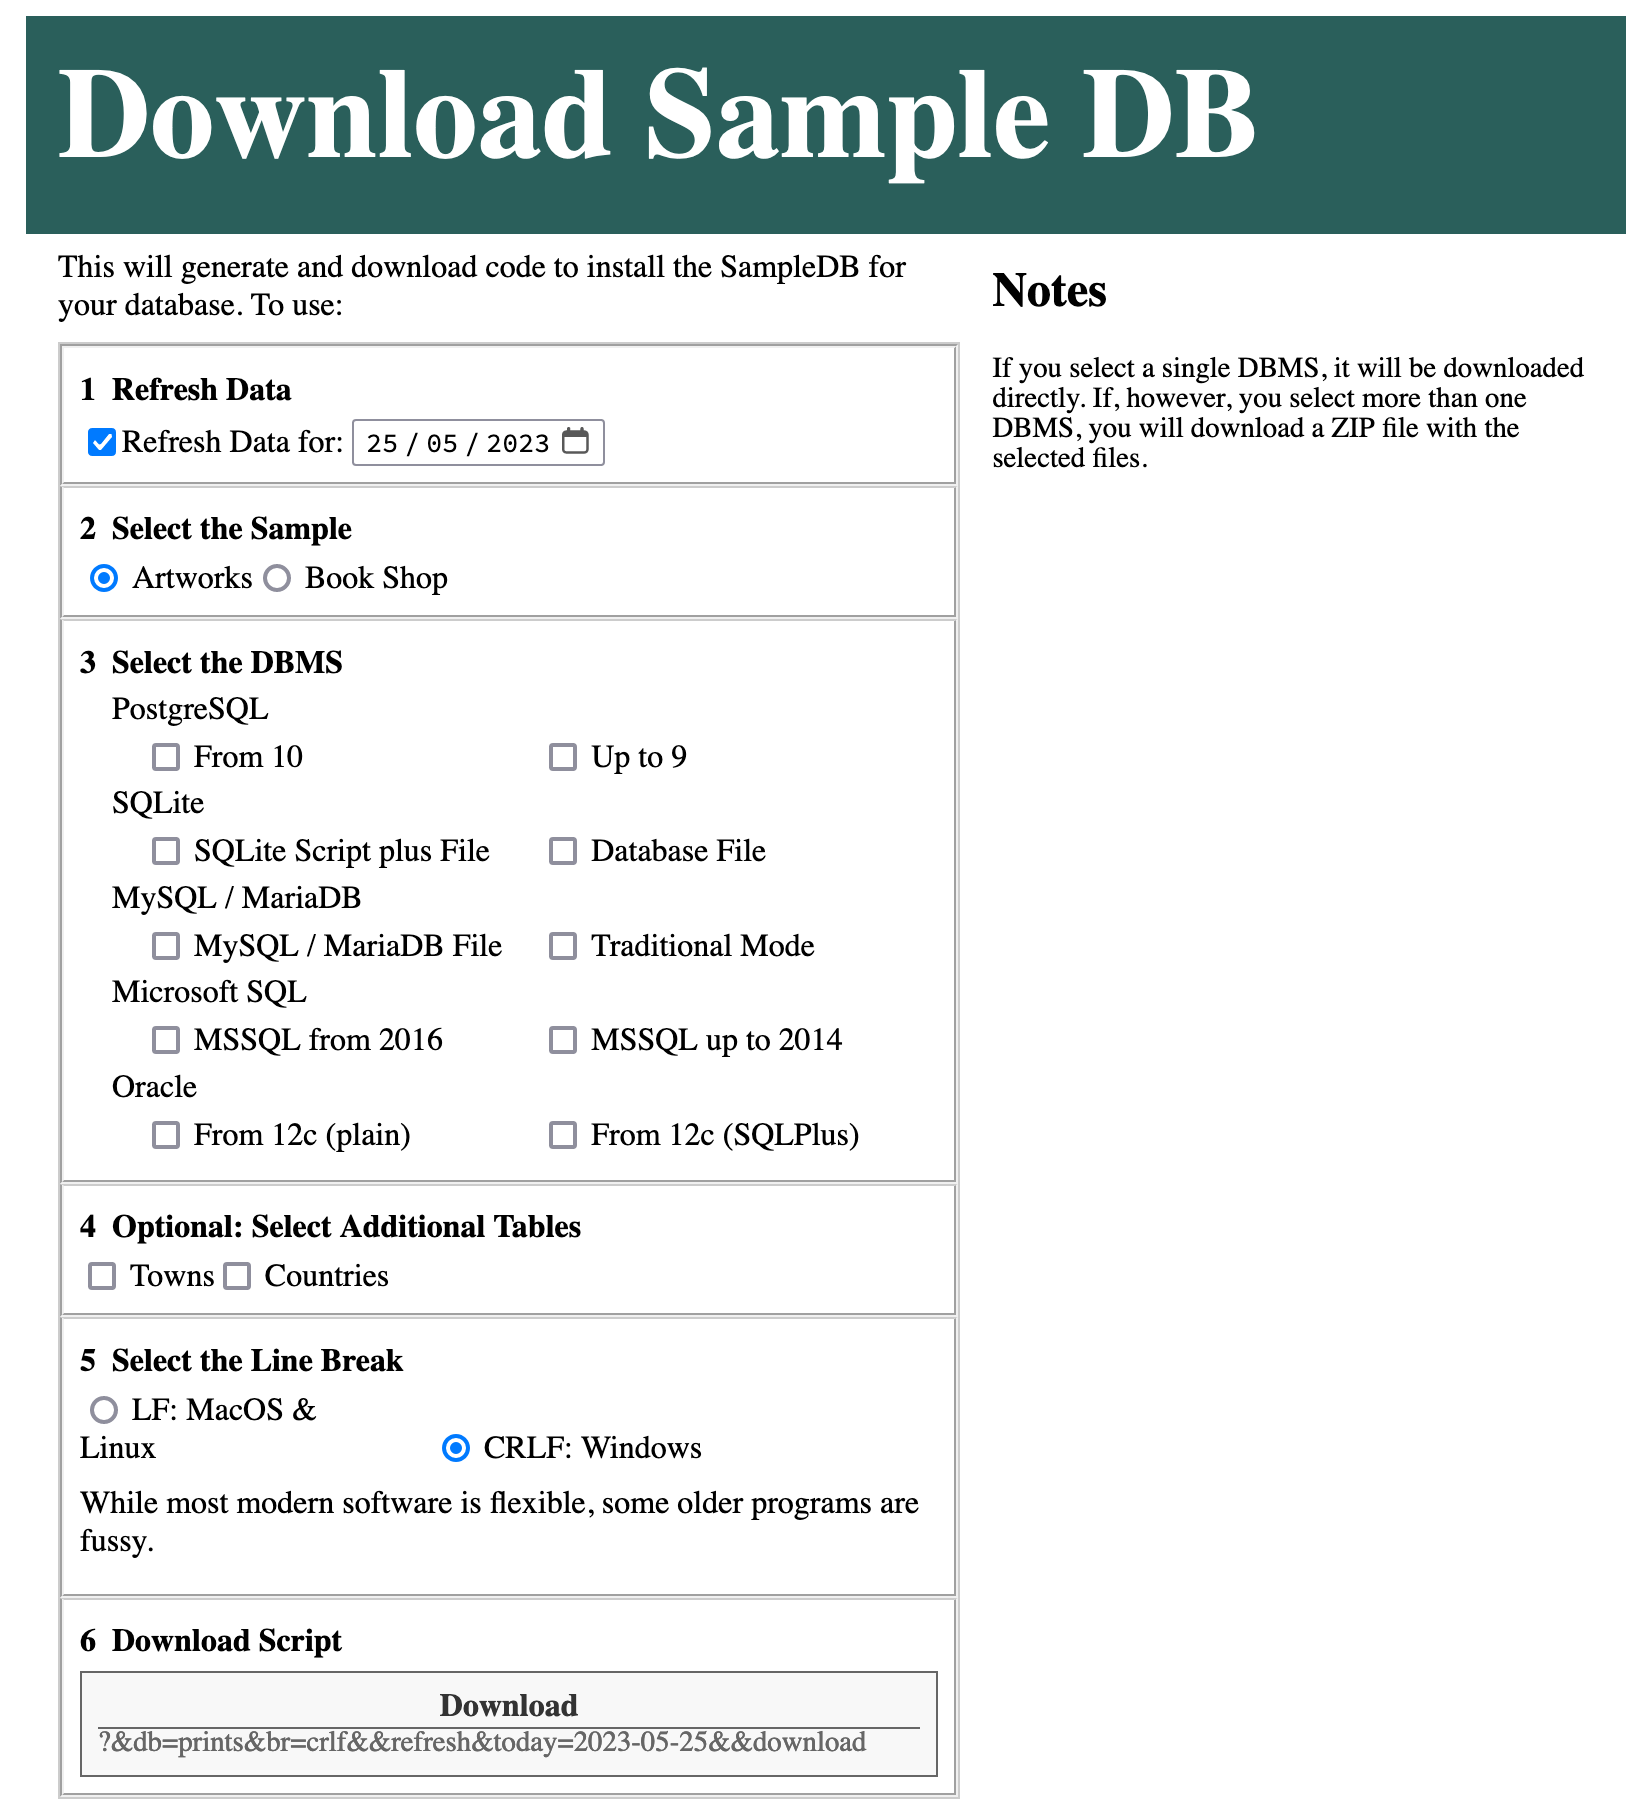 Download Sample DB
This will generate and download code to install the SampleDB for
your database. To use:
1 Refresh Data
Refresh Data for: 25 / 05 / 2023
2 Select the Sample
Artworks Book Shop
3 Select the DBMS
PostgreSQL
From 10 Up to 9
SQLite
SQLite Script plus File Database File
MySQL / MariaDB
MySQL / MariaDB File Traditional Mode
Microsoft SQL
MSSQL from 2016 MSSQL up to 2014
Oracle
From 12c (plain) From 12c (SQLPlus)
4 Optional: Select Additional Tables
Towns Countries
5 Select the Line Break
LF: MacOS &
Linux CRLF: Windows
While most modern software is flexible, some older programs are
fussy.
6 Download Script
Download
?&db=prints&br=crlf&&refresh&today=2023-05-25&&download
Notes
If you select a single DBMS, it will be downloaded
directly. If, however, you select more than one
DBMS, you will download a ZIP file with the
selected files.